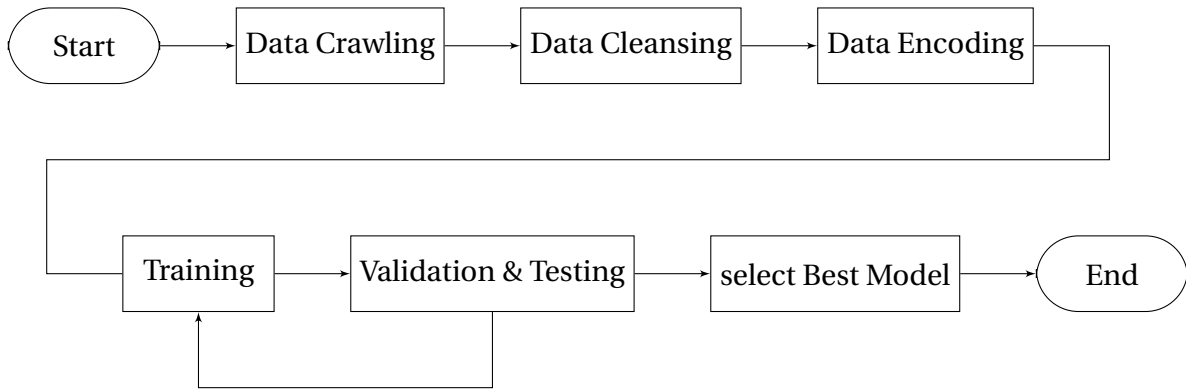 Start
Data Crawling
Data Cleansing
Data Encoding
Training
Validation & Testing
select Best Model
End